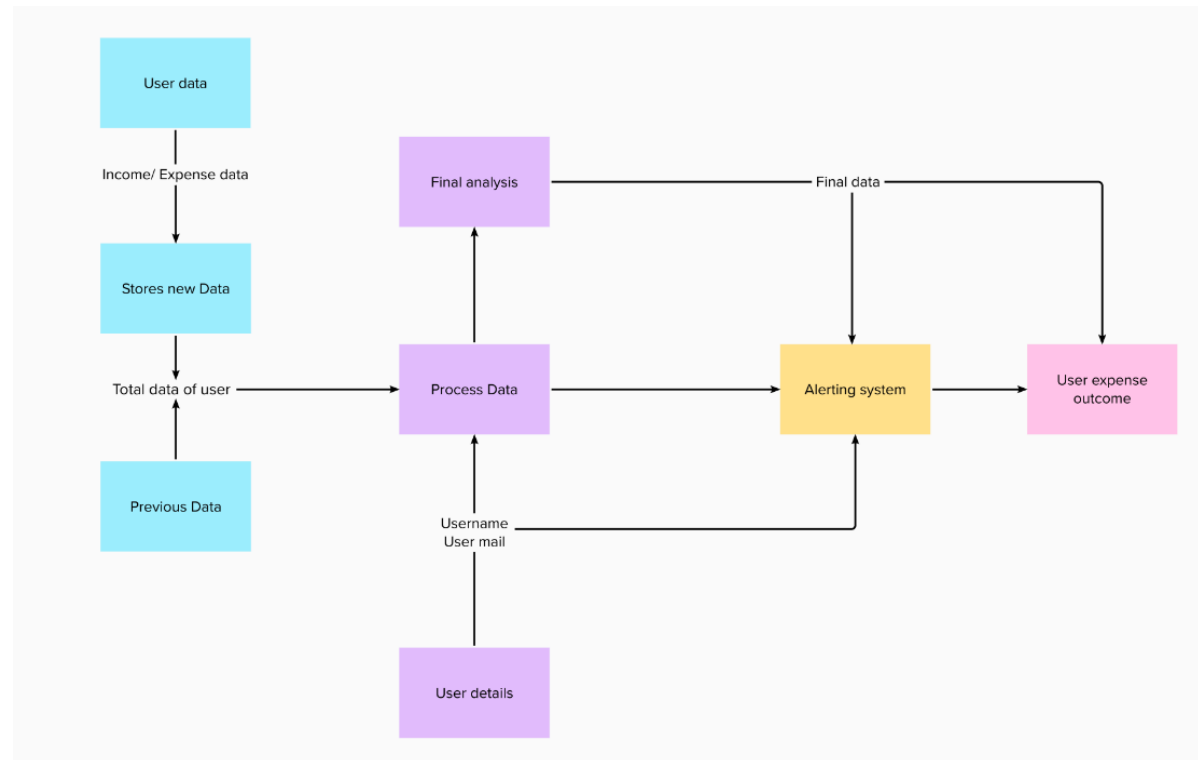 User data
Income/ Expense data
Stores new Data
Total data of user
Previous Data
Final analysis
Process Data
Username
User mail
User details
Final data
Alerting system
User expense
outcome